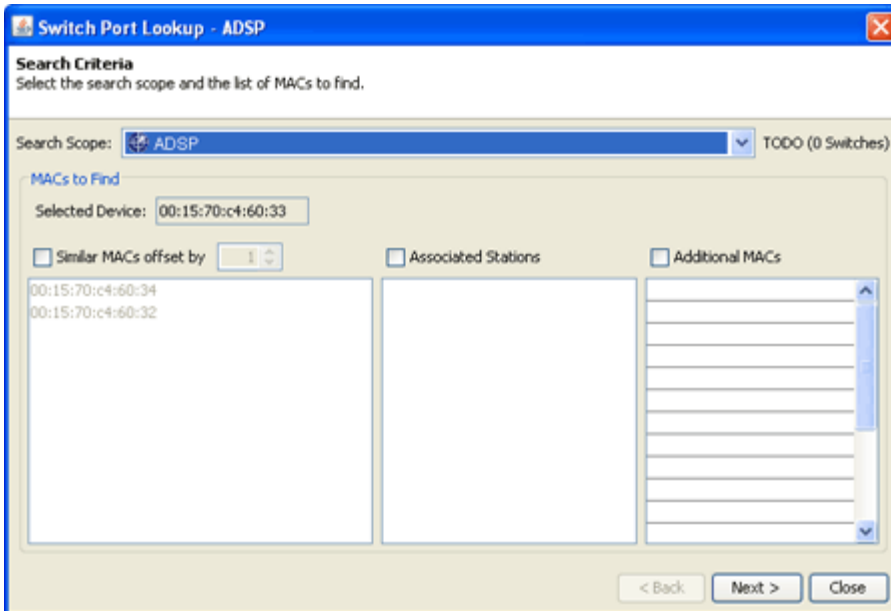 Switch Port Lookup - ADSP
Search Criteria
Select the search scope and the list of MACs to find.
Search Scope: ADSP TODO (0 Switches)
MACs to Find
Selected Device: 00:15:70:c4:60:33
Similar MACs offset by 1 Associated Stations Additional MACs
00:15:70:c4:60:34
00:15:70:c4:60:32
< Back Next > Close